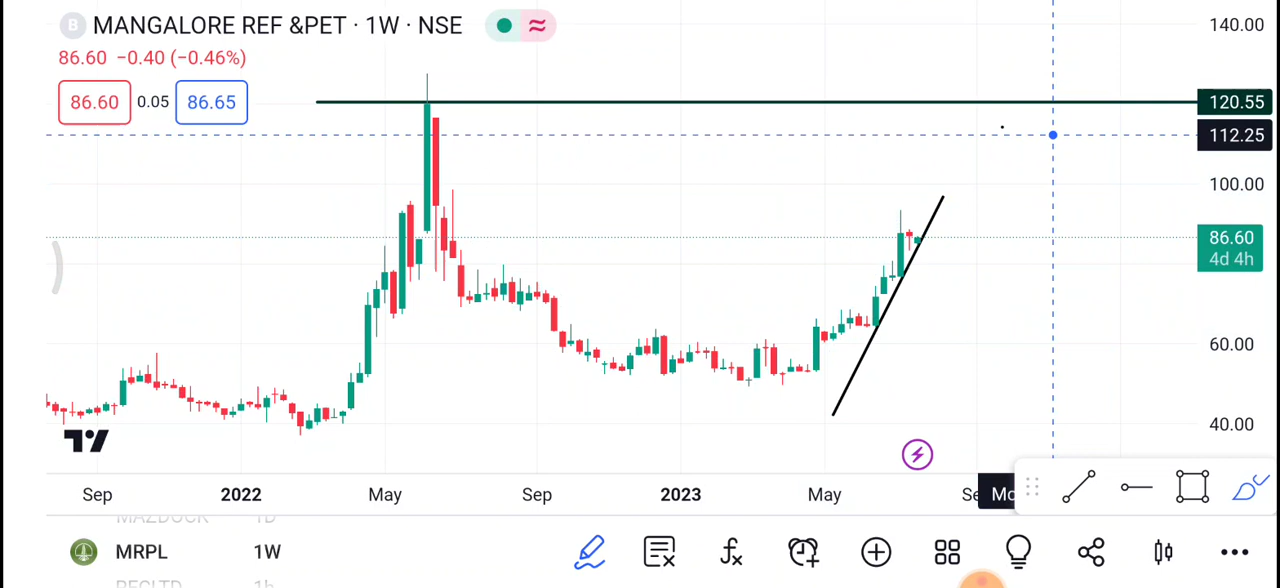 B MANGALORE REF &PET · 1W · NSE
86.60 −0.40 (−0.46%)
86.60 0.05 86.65
140.00
120.55
112.25
100.00
86.60
4d 4h
60.00
40.00
Sep 2022 May Sep 2023 May Se Mo
MAZDOCK 1D
MRPL 1W
RECLTD 1h